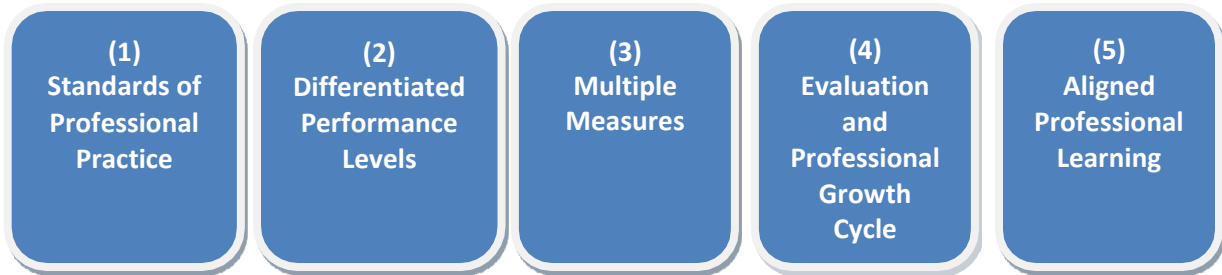 (1)
Standards of
Professional
Practice
(2)
Differentiated
Performance
Levels
(3)
Multiple
Measures
(4)
Evaluation
and
Professional
Growth
Cycle
(5)
Aligned
Professional
Learning